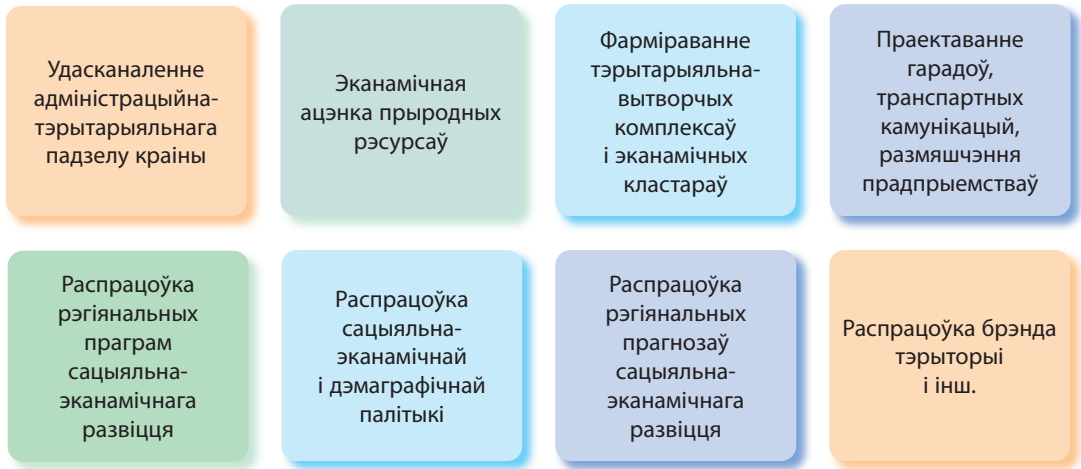 Удасканаленне
адміністрацыйна-
тэрытарыяльнага
падзелу краіны
Эканамічная
ацэнка прыродных
рэсурсаў
Фарміраванне
тэрытарыяльна-
вытворчых
комплексаў
і эканамічных
кластараў
Праектаванне
гарадоў,
транспартных
камунікацый,
размяшчэння
прадпрыемстваў
Распрацоўка
рэгіянальных
праграм
сацыяльна-
эканамічнага
развіцця
Распрацоўка
сацыяльна-
эканамічнай
і дэмаграфічнай
палітыкі
Распрацоўка
рэгіянальных
прагнозаў
сацыяльна-
эканамічнага
развіцця
Распрацоўка брэнда
тэрыторыі
і інш.